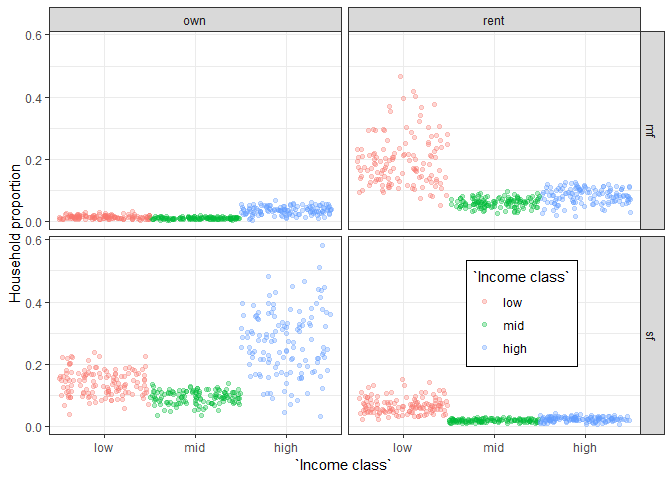 own rent
0.6
0.4
0.2
0.0
mf
Household proportion
0.6
0.4
0.2
0.0
`Income class`
low
mid
high
sf
low mid high low mid high
`Income class`